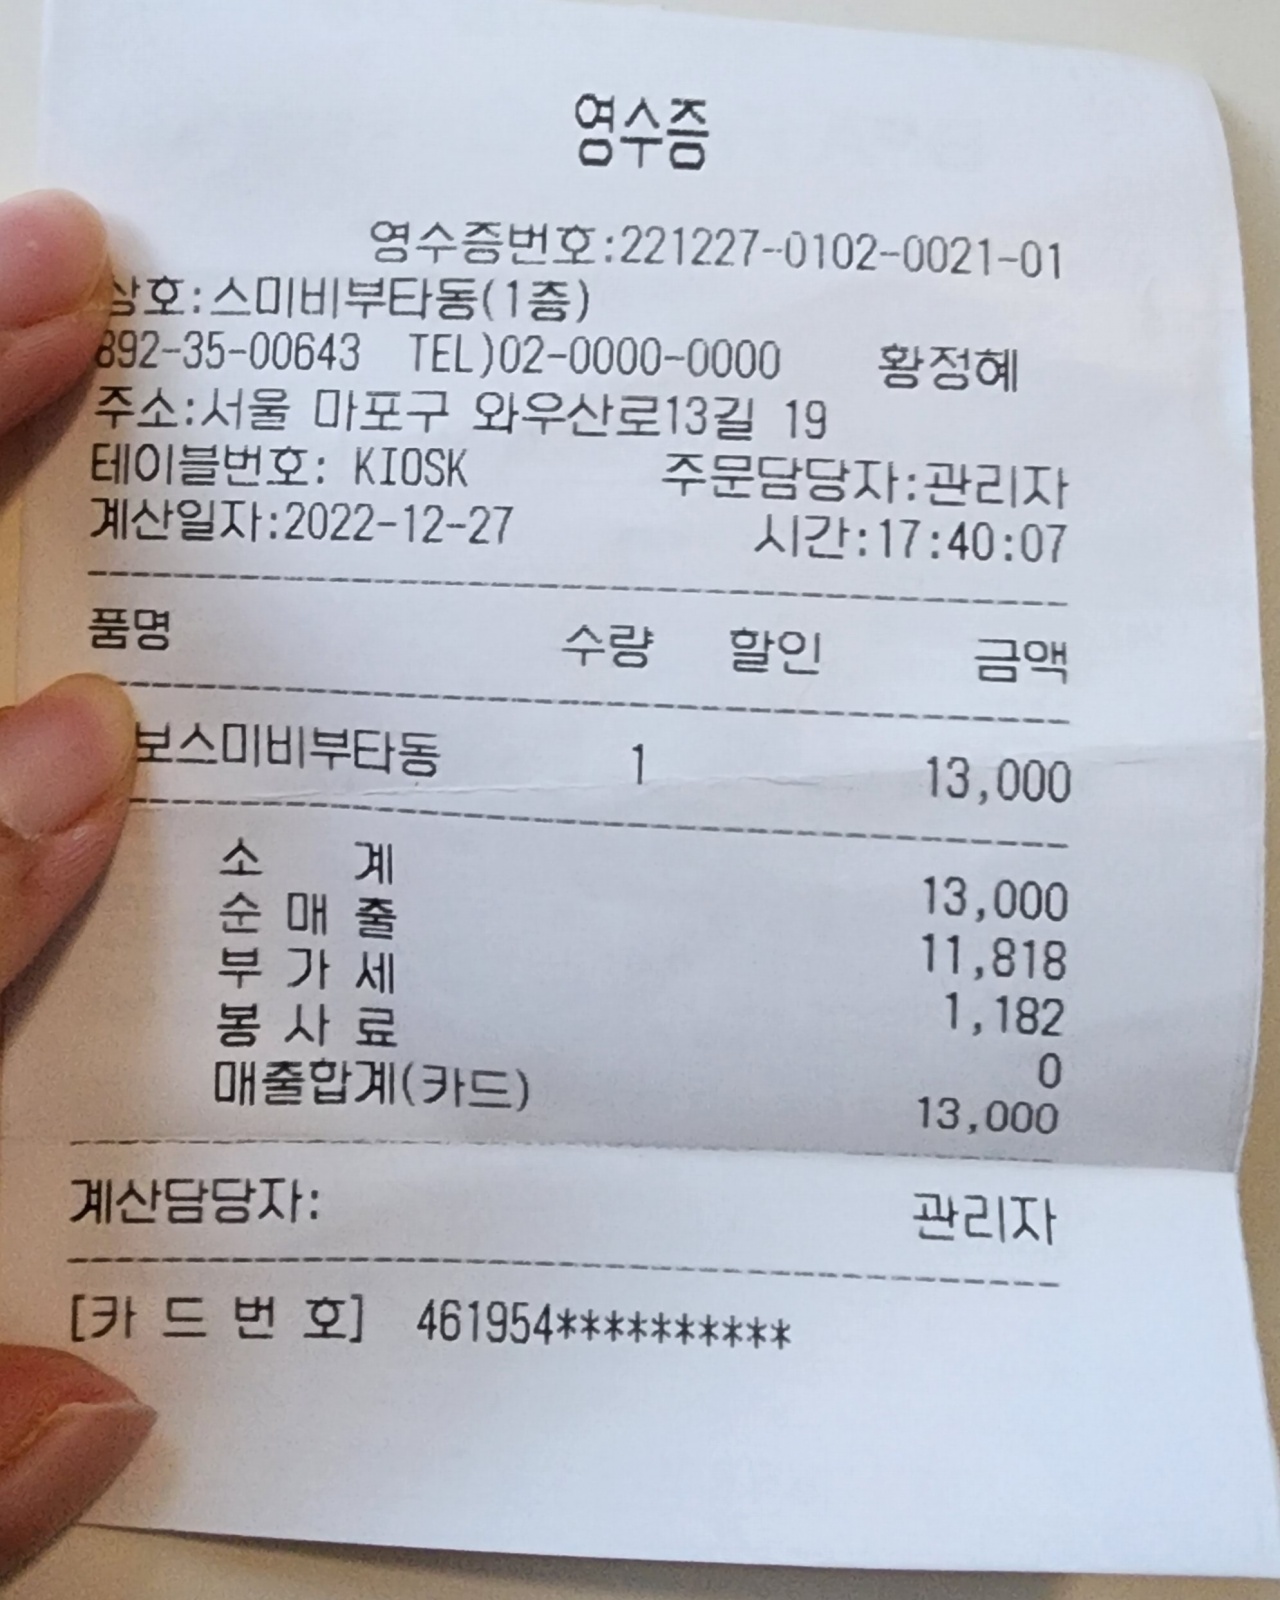 영수증
영수증번호:221227-0102-0021-01
상호:스미비부타동(1층)
892-35-00643 TEL)02-0000-0000 황정혜
주소:서울 마포구 와우산로13길 19
테이블번호: KIOSK 주문담당자:관리자
계산일자:2022-12-27 시간:17:40:07
품명 수량 할인 금액
보스미비부타동 1 13,000
소 계 13,000
순 매 출 11,818
부 가 세 1,182
봉 사 료 0
매출합계(카드) 13,000
계산담당자: 관리자
[카 드 번 호] 461954**********